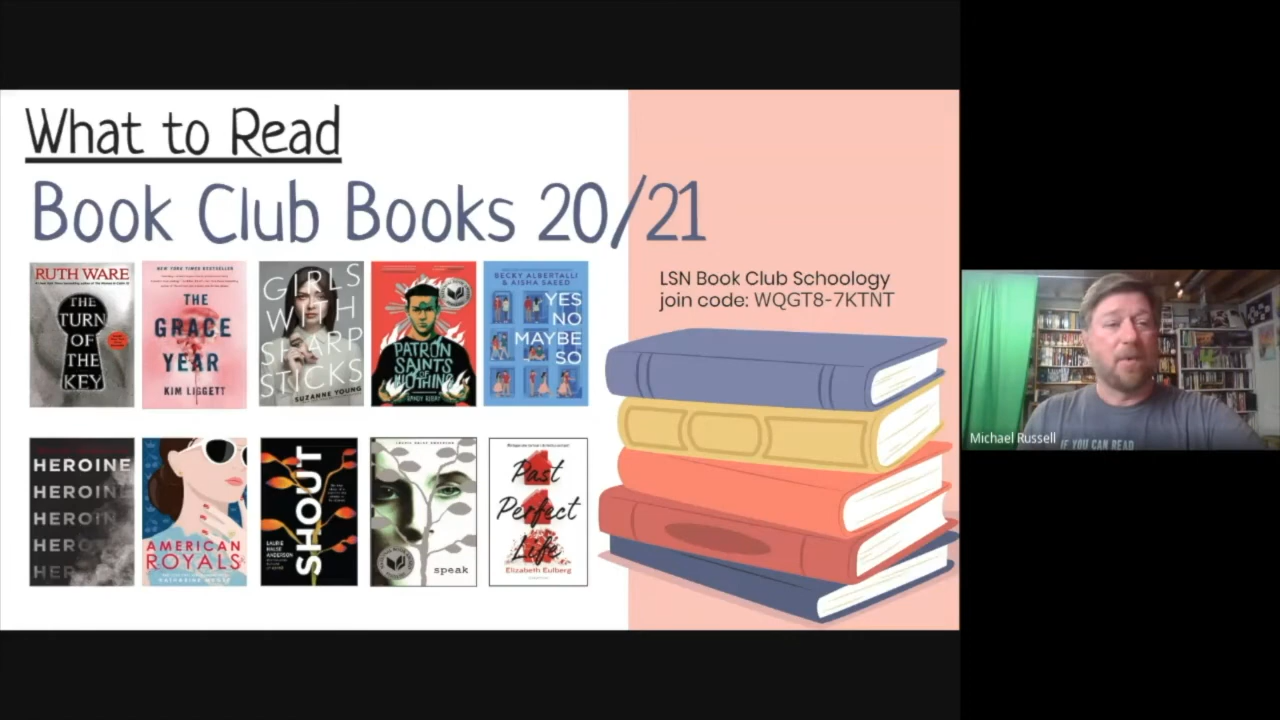 What to Read
Book Club Books 20/21
LSN Book Club Schoology
join code: WQGT8-7KTNT
RUTH WARE
THE
TURN
OF
THE
KEY
NEW YORK TIMES BESTSELLER
THE
GRACE
YEAR
KIM LIGGETT
GIRLS
WITH
SHARP
STICKS
SUZANNE YOUNG
PATRON
SAINTS
OF
NOTHING
RANDY RIBAY
BECKY ALBERTALLI
& AISHA SAEED
YES
NO
MAYBE
SO
HEROINE
HEROINE
HEROIN
HERO
HER
AMERICAN
ROYALS
KATHARINE MCGEE
SHOUT
LAURIE
HALSE
ANDERSON
LAURIE HALSE ANDERSON
speak
Past
Perfect
Life
Elizabeth Eulberg
Michael Russell
IF YOU CAN READ